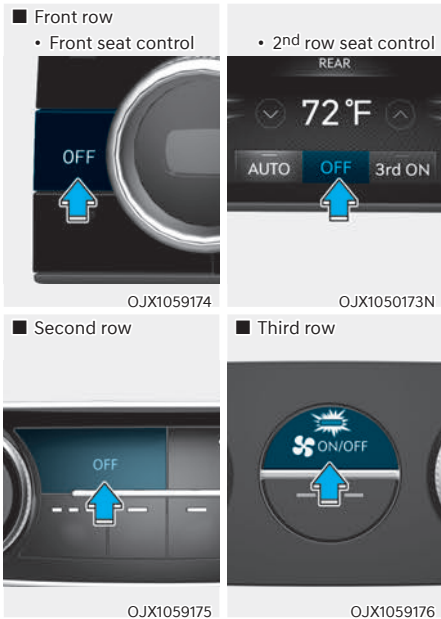 ■ Front row
• Front seat control
OFF
OJX1059174
• 2nd row seat control
REAR
72°F
AUTO OFF 3rd ON
OJX1050173N
■ Second row
OFF
OJX1059175
■ Third row
ON/OFF
OJX1059176